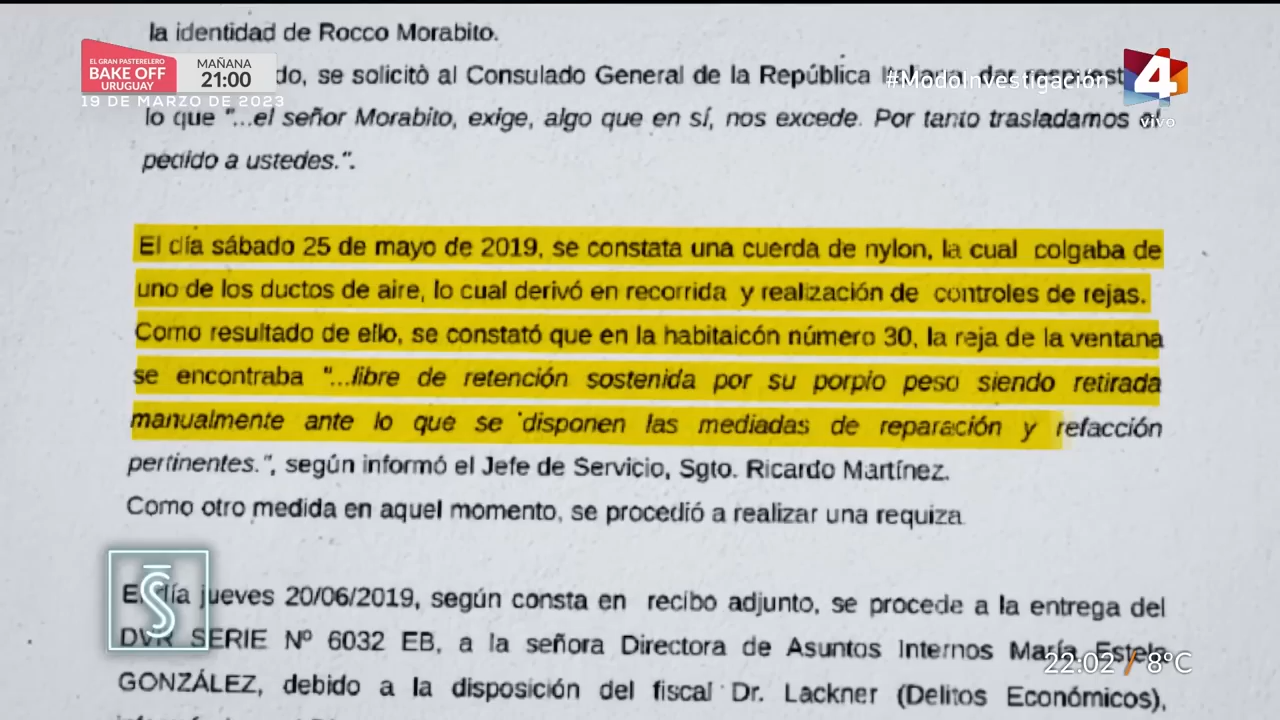 la identidad de Rocco Morabito.
EL GRAN PASTERELERO
BAKE OFF
URUGUAY
MAÑANA
21:00
19 DE MARZO DE 2023
do, se solicitò al Consulado General de la República
#ModoInvestigación
4
vivo
lo que "...el señor Morabito, exige, algo que en sí, nos excede. Por tanto trasladamos el
pedido a ustedes.".
El día sábado 25 de mayo de 2019, se constata una cuerda de nylon, la cual colgaba de
uno de los ductos de aire, lo cual derivó en recorrida y realización de controles de rejas.
Como resultado de ello, se constató que en la habitaicón número 30, la reja de la ventana
se encontraba "...libre de retención sostenida por su porpio peso siendo retirada
manualmente ante lo que se disponen las mediadas de reparación y refacción
pertinentes.", según informó el Jefe de Servicio, Sgto. Ricardo Martínez.
Como otro medida en aquel momento, se procedió a realizar una requiza
El día jueves 20/06/2019, según consta en recibo adjunto, se procede a la entrega del
DVR SERIE Nº 6032 EB, a la señora Directora de Asuntos Internos María Estela
22:02 / 8°C
GONZÁLEZ, debido a la disposición del fiscal Dr. Lackner (Delitos Económicos),